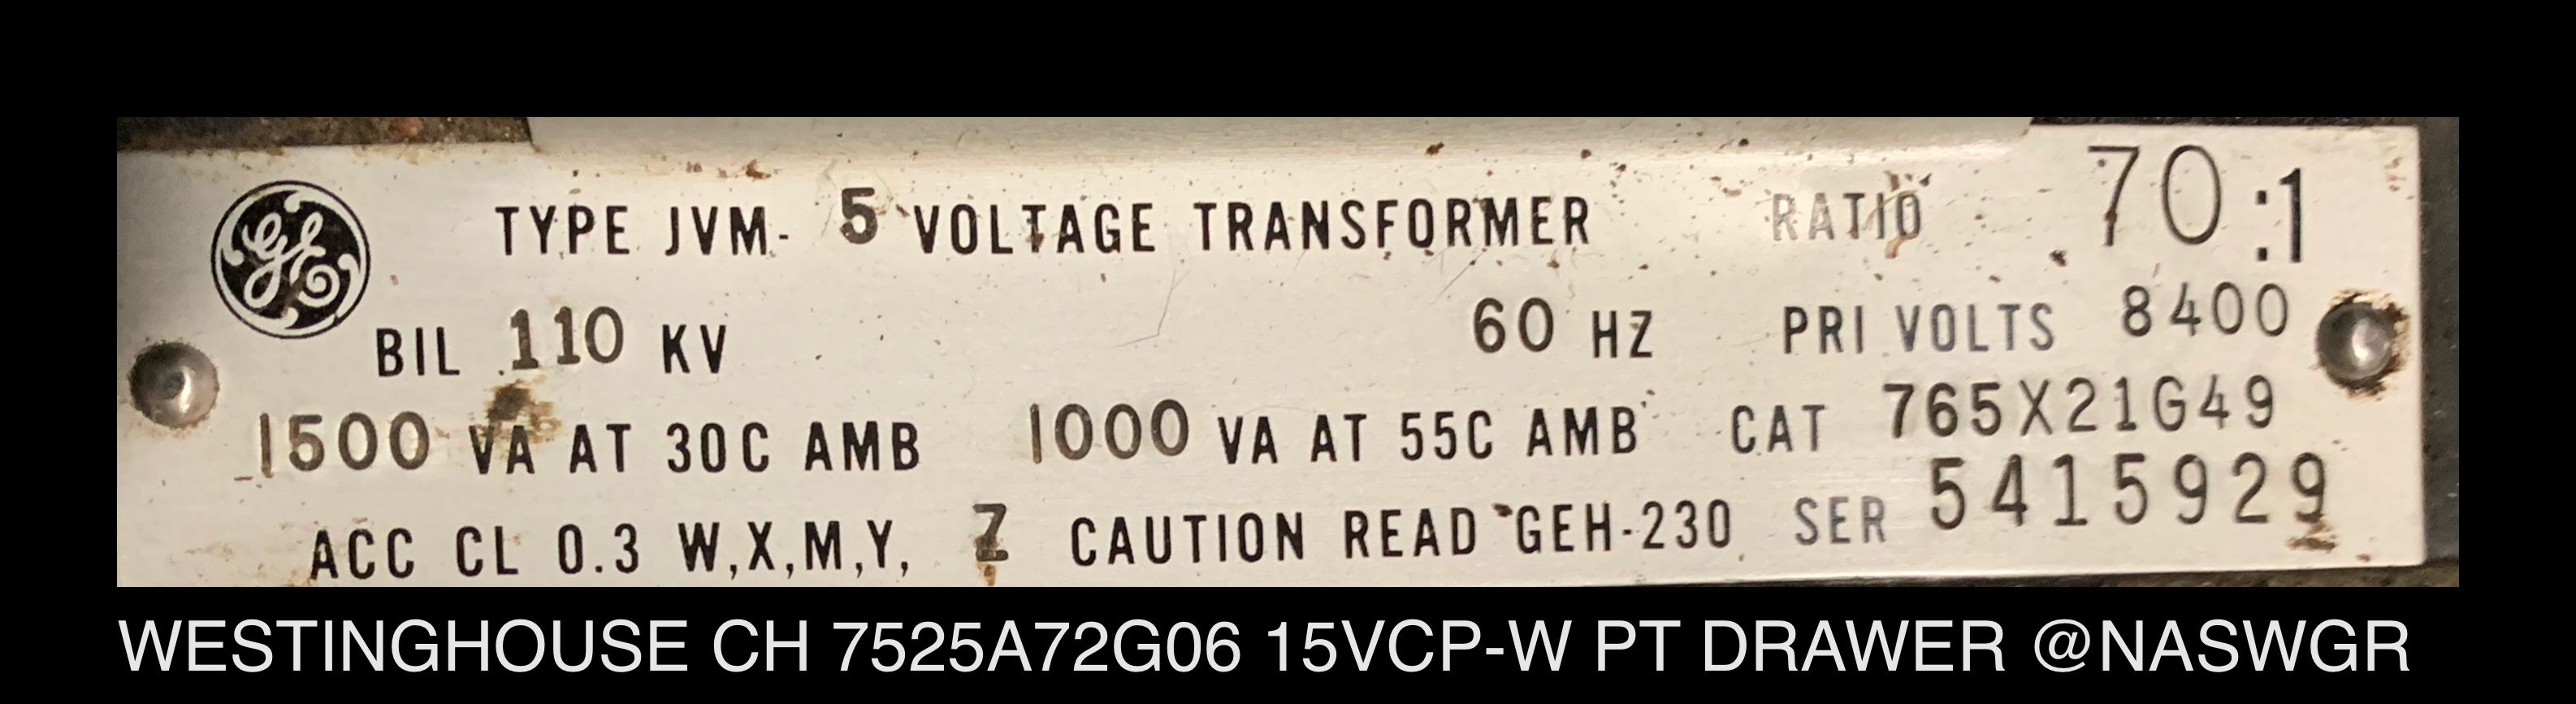 GE TYPE JVM- 5 VOLTAGE TRANSFORMER RATIO 70:1
BIL 110 KV 60 HZ PRI VOLTS 8400
1500 VA AT 30C AMB 1000 VA AT 55C AMB CAT 765X21G49
ACC CL 0.3 W,X,M,Y, Z CAUTION READ GEH-230 SER 5415929
WESTINGHOUSE CH 7525A72G06 15VCP-W PT DRAWER @NASWGR